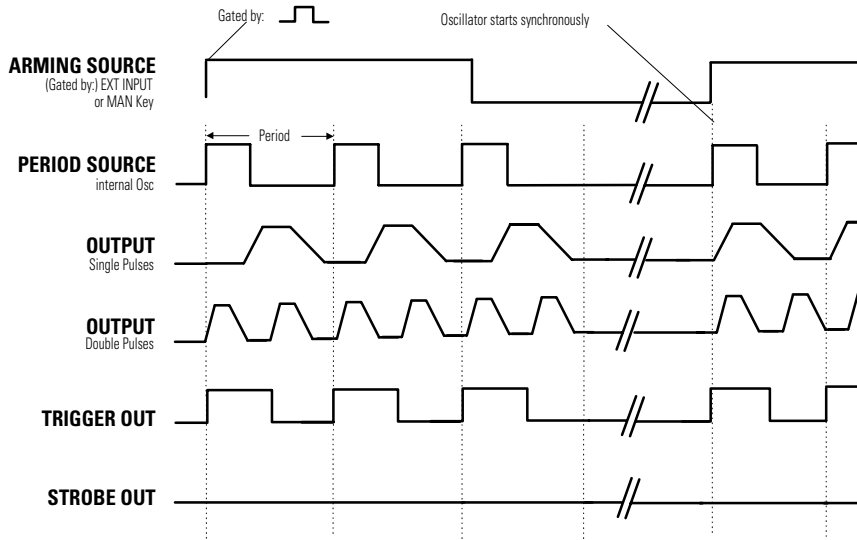 Gated by:
Oscillator starts synchronously
ARMING SOURCE
(Gated by:) EXT INPUT
or MAN Key
Period
PERIOD SOURCE
internal Osc
OUTPUT
Single Pulses
OUTPUT
Double Pulses
TRIGGER OUT
STROBE OUT